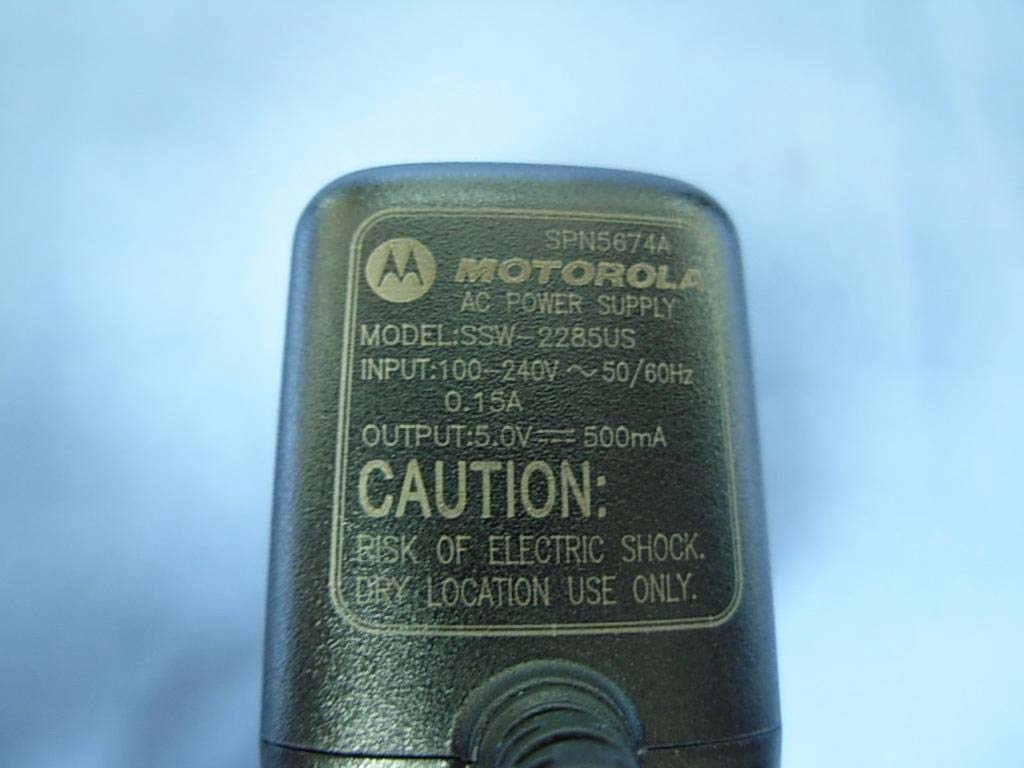 SPN5674A
MOTOROLA
AC POWER SUPPLY
MODEL:SSW-2285US
INPUT:100-240V ~ 50/60Hz
0.15A
OUTPUT:5.0V⎓ 500mA
CAUTION:
RISK OF ELECTRIC SHOCK.
DRY LOCATION USE ONLY.